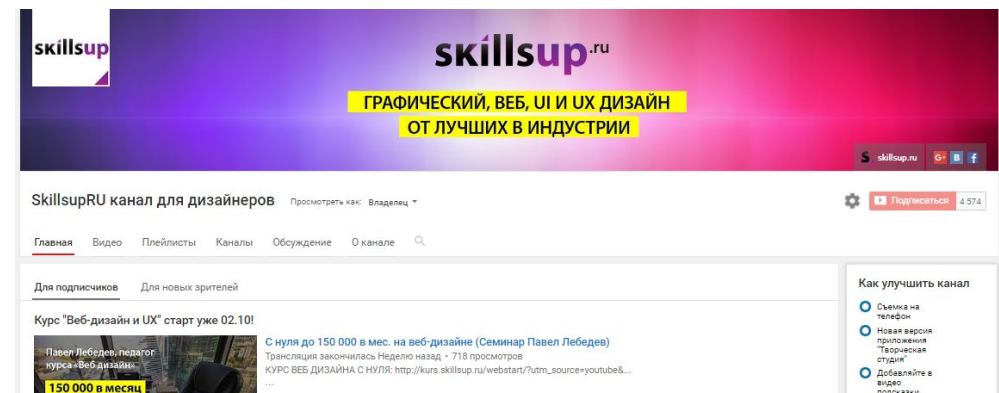 skillsup
skillsup.ru
ГРАФИЧЕСКИЙ, ВЕБ, UI И UX ДИЗАЙН
ОТ ЛУЧШИХ В ИНДУСТРИИ
S skillsup.ru G+ B f
SkillsupRU канал для дизайнеров Просмотреть как: Владелец
Подписаться 4 574
Главная Видео Плейлисты Каналы Обсуждение О канале
Для подписчиков Для новых зрителей
Курс "Веб-дизайн и UX" старт уже 02.10!
Павел Лебедев, педагог
курса «Веб дизайн»
150 000 в месяц
С нуля до 150 000 в мес. на веб-дизайне (Семинар Павел Лебедев)
Трансляция закончилась Неделю назад • 718 просмотров
КУРС ВЕБ ДИЗАЙНА С НУЛЯ: http://kurs.skillsup.ru/webstart/?utm_source=youtube&...
...
Как улучшить канал
Съемка на
телефон
Новая версия
приложения
"Творческая
студия"
Добавляйте в
видео
подсказки